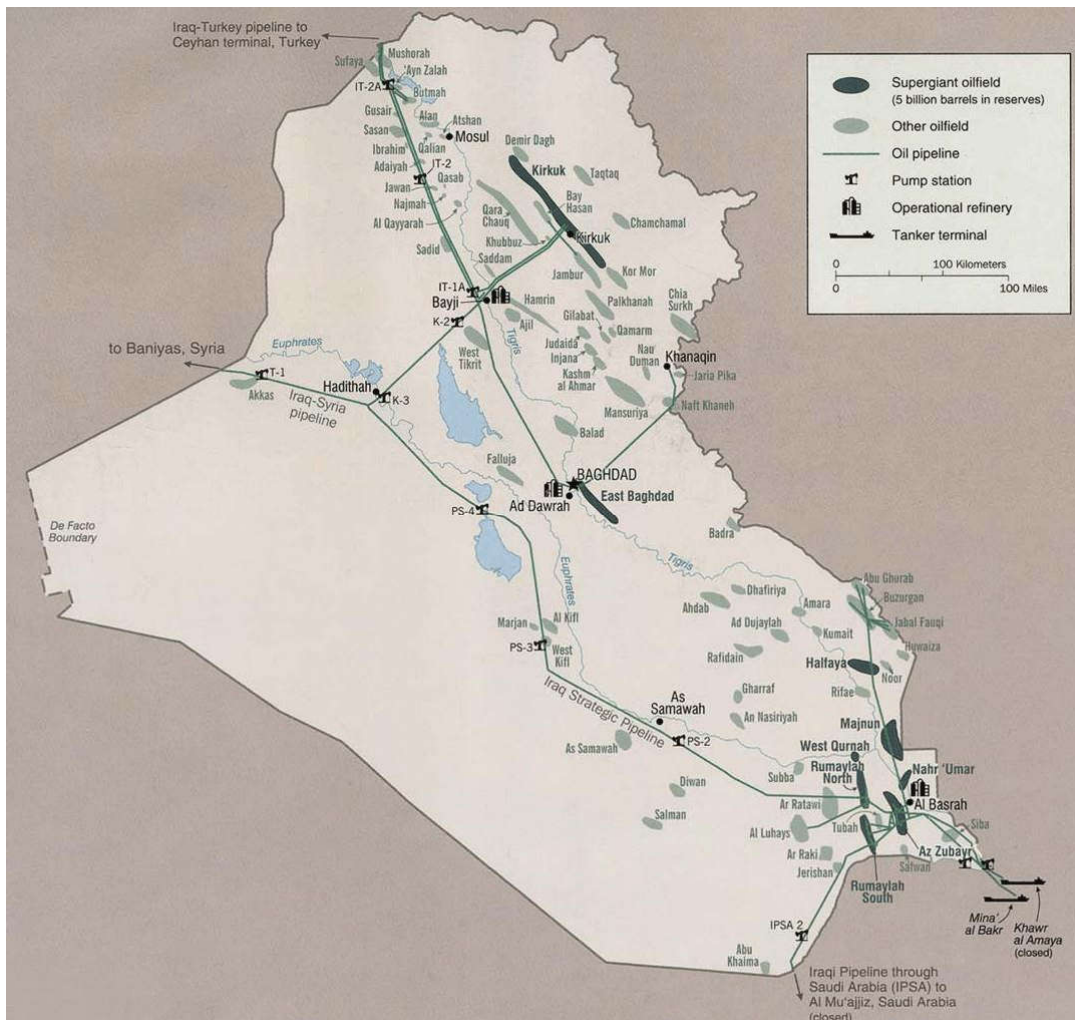 Iraq-Turkey pipeline to
Ceyhan terminal, Turkey
Mushorah
Sufaya
'Ayn Zalah
IT-2A
Butmah
Gusair
Alan
Atshan
Sasan
Mosul
Ibrahim
Qalian
Adaiyah
IT-2
Jawan
Qasab
Najmah
Al Qayyarah
Sadid
Saddam
Demir Dagh
Kirkuk
Taqtaq
Bay
Hasan
Qara
Chauq
Chamchamal
Khubbuz
Kirkuk
Jambur
Kor Mor
IT-1A
Bayji
Hamrin
Palkhanah
Chia
Surkh
K-2
Ajil
Gilabat
Qamarm
Judaida
Injana
Nau
Duman
Khanaqin
West
Tikrit
Tigris
Kashm
al Ahmar
Jaria Pika
Mansuriya
Naft Khaneh
to Baniyas, Syria
Euphrates
T-1
Hadithah
Akkas
K-3
Iraq-Syria
pipeline
Balad
Falluja
BAGHDAD
East Baghdad
Ad Dawrah
PS-4
De Facto
Boundary
Badra
Tigris
Euphrates
Abu Ghurab
Dhafiriya
Buzurgan
Ahdab
Amara
Marjan
Al Kifl
Ad Dujaylah
Kumait
Jabal Fauqi
PS-3
West
Kifl
Rafidain
Huwaiza
Halfaya
Noor
Iraq Strategic Pipeline
Gharraf
Rifae
As
Samawah
An Nasiriyah
Majnun
As Samawah
PS-2
West Qurnah
Subba
Rumaylah
North
Nahr 'Umar
Diwan
Ar Ratawi
Al Basrah
Salman
Al Luhays
Tubah
Siba
Ar Raki
Az Zubayr
Jerishan
Safwan
Rumaylah
South
Mina'
al Bakr
Khawr
al Amaya
(closed)
IPSA 2
Abu
Khaima
Iraqi Pipeline through
Saudi Arabia (IPSA) to
Al Mu'ajjiz, Saudi Arabia
(closed)
Supergiant oilfield
(5 billion barrels in reserves)
Other oilfield
Oil pipeline
Pump station
Operational refinery
Tanker terminal
0 100 Kilometers
0 100 Miles